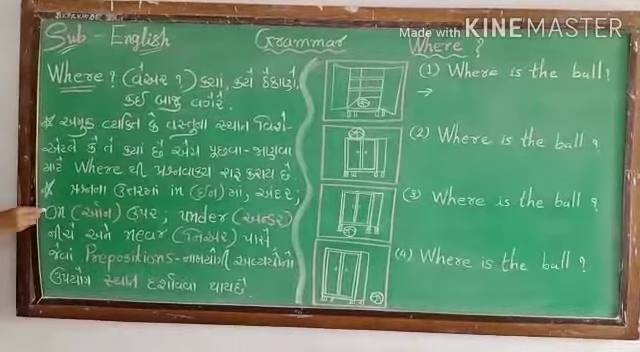 Made with KINEMASTER
Sub - English
Grammar
Where ?
Where ? (વેઅર ?) ક્યાં, કયે ઠેકાણે,
કઈ બાજુ વગેરે.
* અમુક વ્યક્તિ કે વસ્તુના સ્થાન વિશે-
એટલે કે તે ક્યાં છે એમ પૂછવા-જાણવા
માટે Where થી પ્રશ્નવાક્ય શરૂ કરાય છે.
* પ્રશ્નના ઉત્તરમાં in (ઈન) માં, અંદર;
On (ઓન) ઉપર; under (અન્ડર)
નીચે અને near (નિઅર) પાસે,
જેવાં Prepositions - નામયોગી અવ્યયોનો
ઉપયોગ સ્થાન દર્શાવવા થાય છે.
(1) Where is the ball?
→
(2) Where is the ball ?
(3) Where is the ball ?
(4) Where is the ball ?